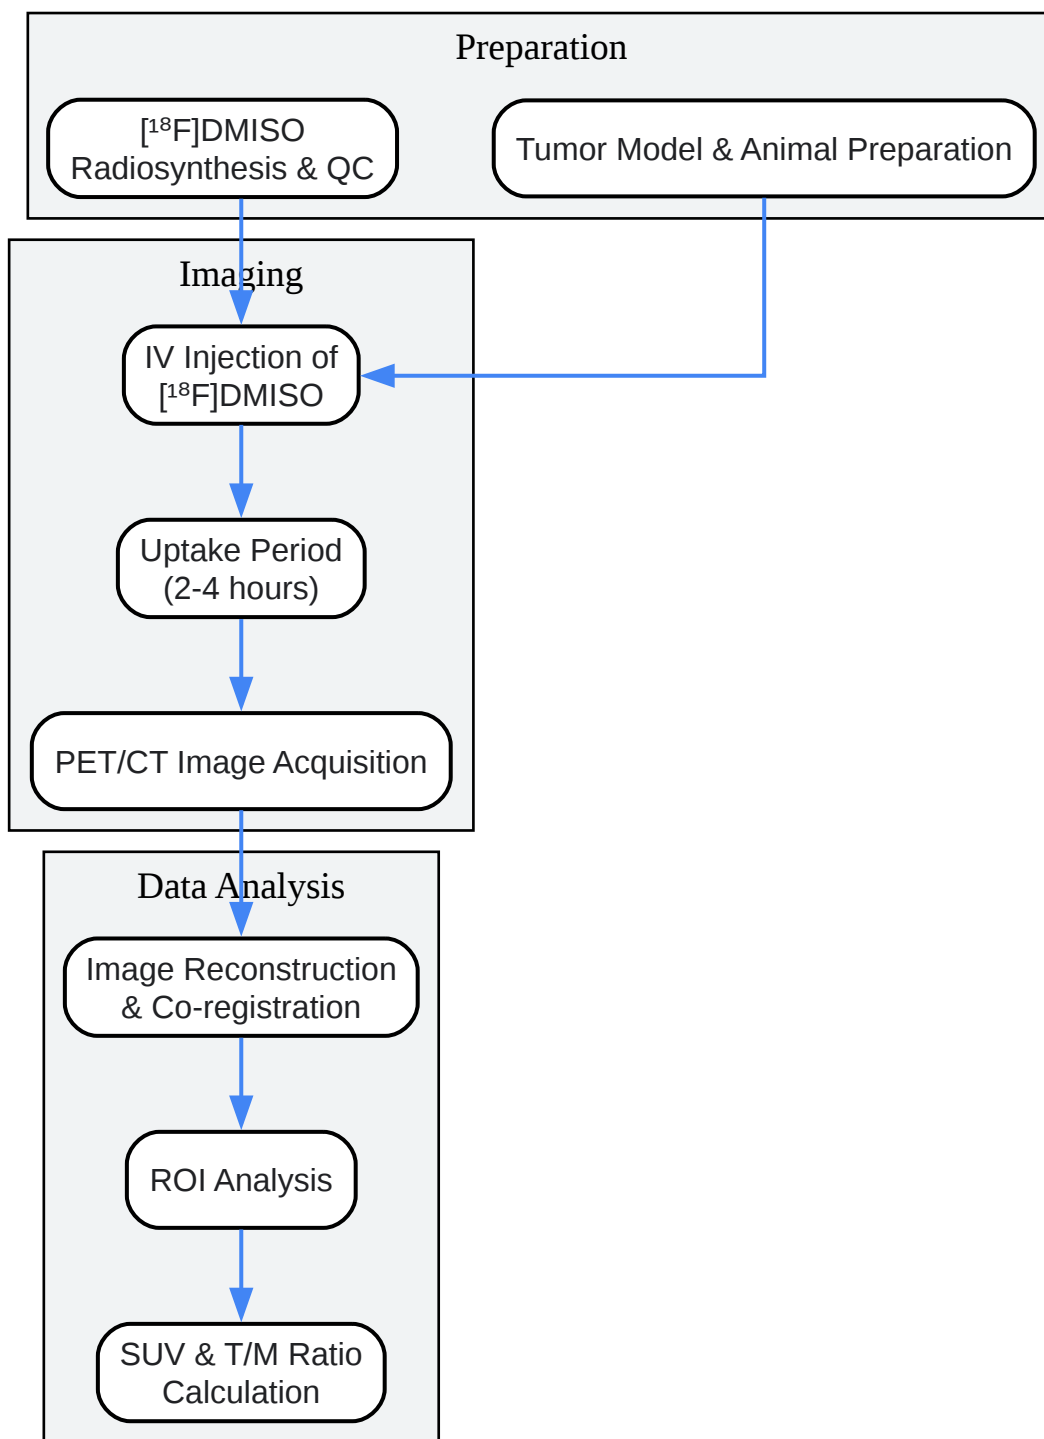 Preparation
[¹⁸F]DMISO
Radiosynthesis & QC
Tumor Model & Animal Preparation
Imaging
IV Injection of
[¹⁸F]DMISO
Uptake Period
(2-4 hours)
PET/CT Image Acquisition
Data Analysis
Image Reconstruction
& Co-registration
ROI Analysis
SUV & T/M Ratio
Calculation